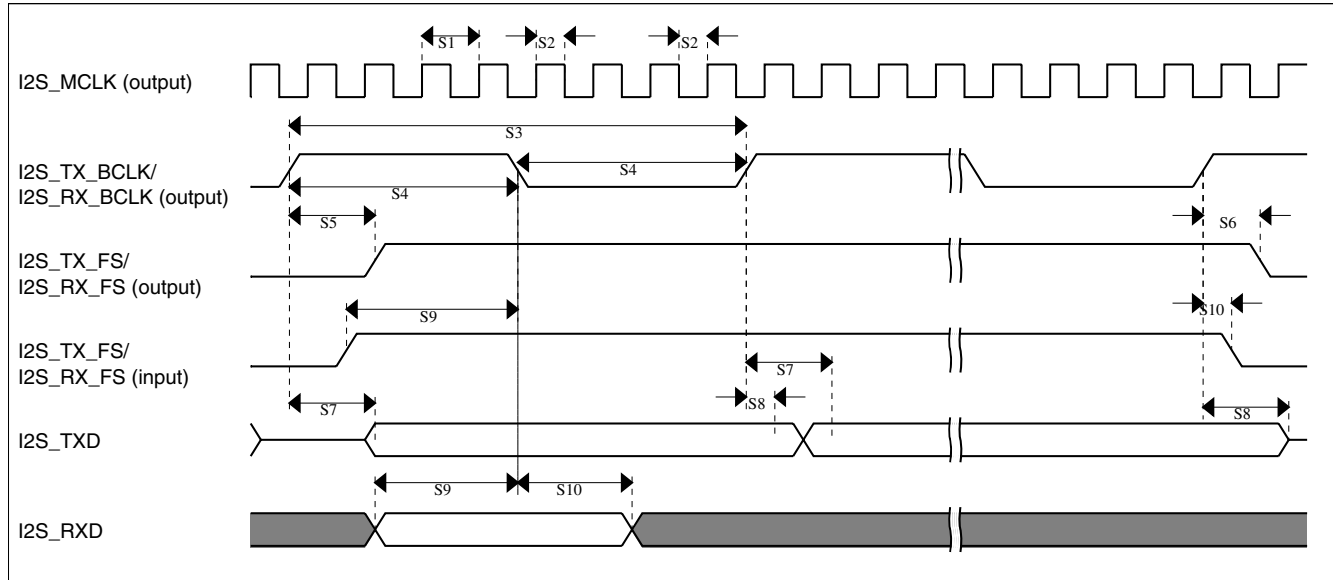 S1
S2
S2
I2S_MCLK (output)
S3
I2S_TX_BCLK/
I2S_RX_BCLK (output)
S4
S4
S5
S6
I2S_TX_FS/
I2S_RX_FS (output)
S9
S10
I2S_TX_FS/
I2S_RX_FS (input)
S7
S7
S8
S8
I2S_TXD
S9
S10
I2S_RXD